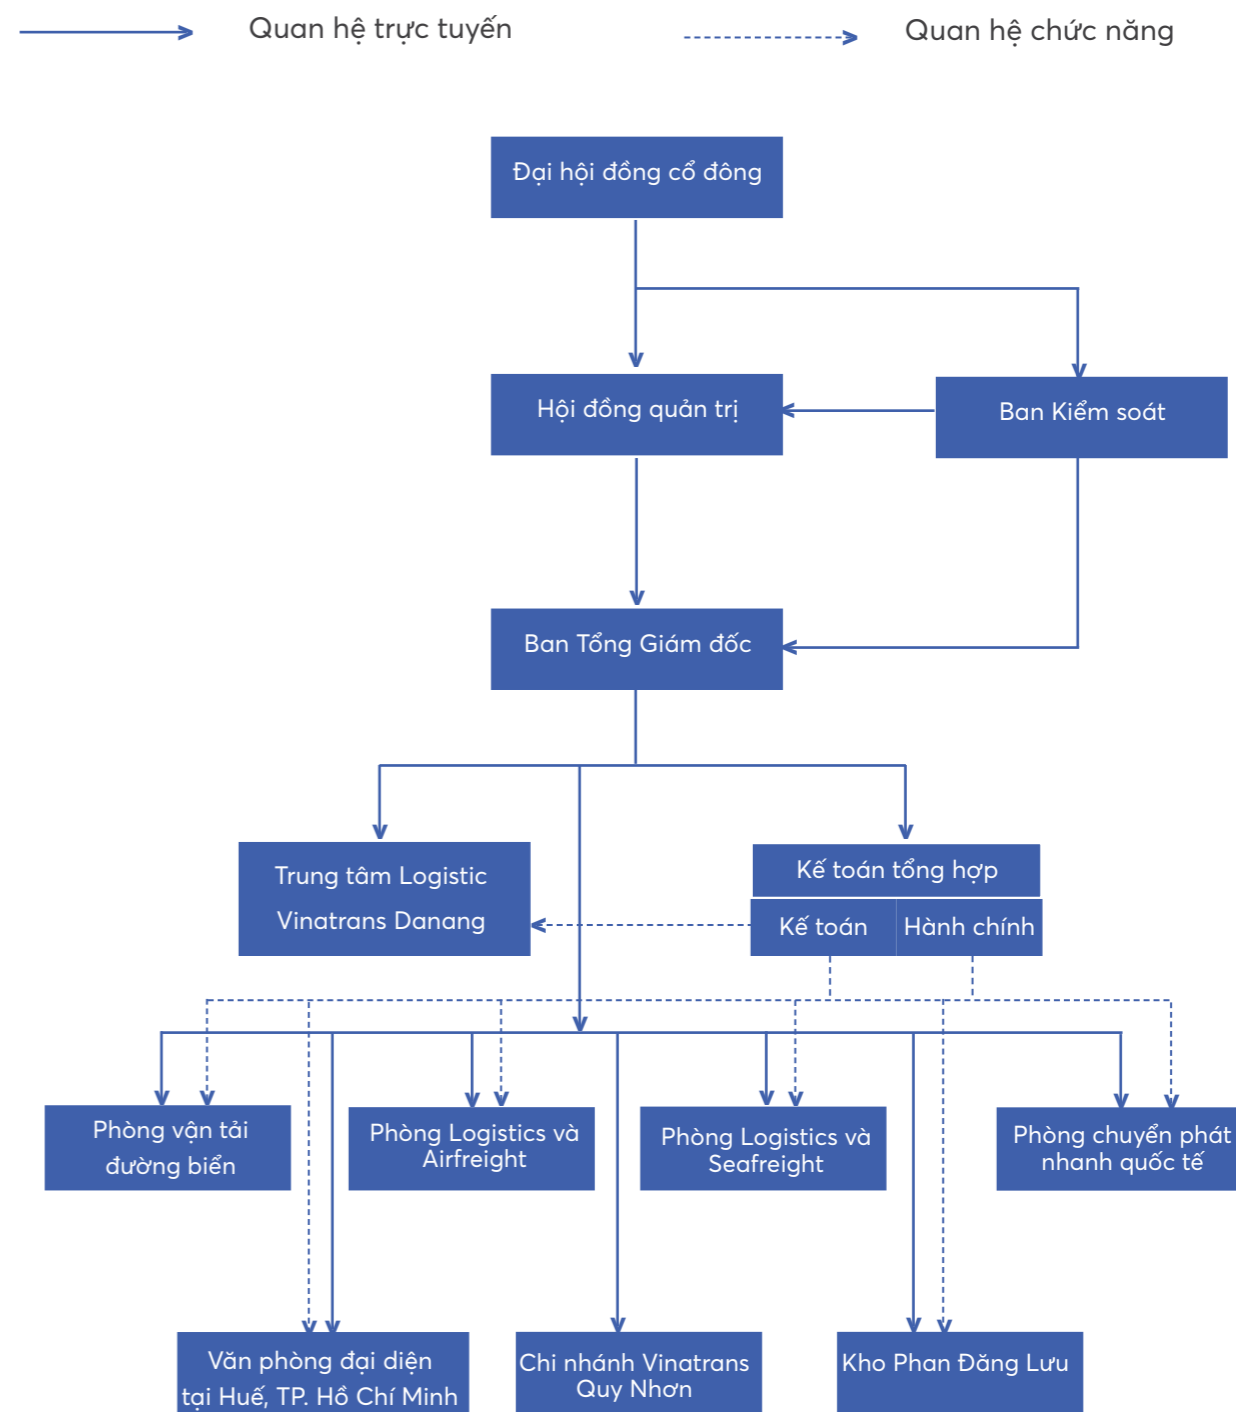 Quan hệ trực tuyến
Quan hệ chức năng
Đại hội đồng cổ đông
Hội đồng quản trị
Ban Kiểm soát
Ban Tổng Giám đốc
Trung tâm Logistic
Vinatrans Danang
Kế toán tổng hợp
Kế toán
Hành chính
Phòng vận tải
đường biển
Phòng Logistics và
Airfreight
Phòng Logistics và
Seafreight
Phòng chuyển phát
nhanh quốc tế
Văn phòng đại diện
tại Huế, TP. Hồ Chí Minh
Chi nhánh Vinatrans
Quy Nhơn
Kho Phan Đăng Lưu